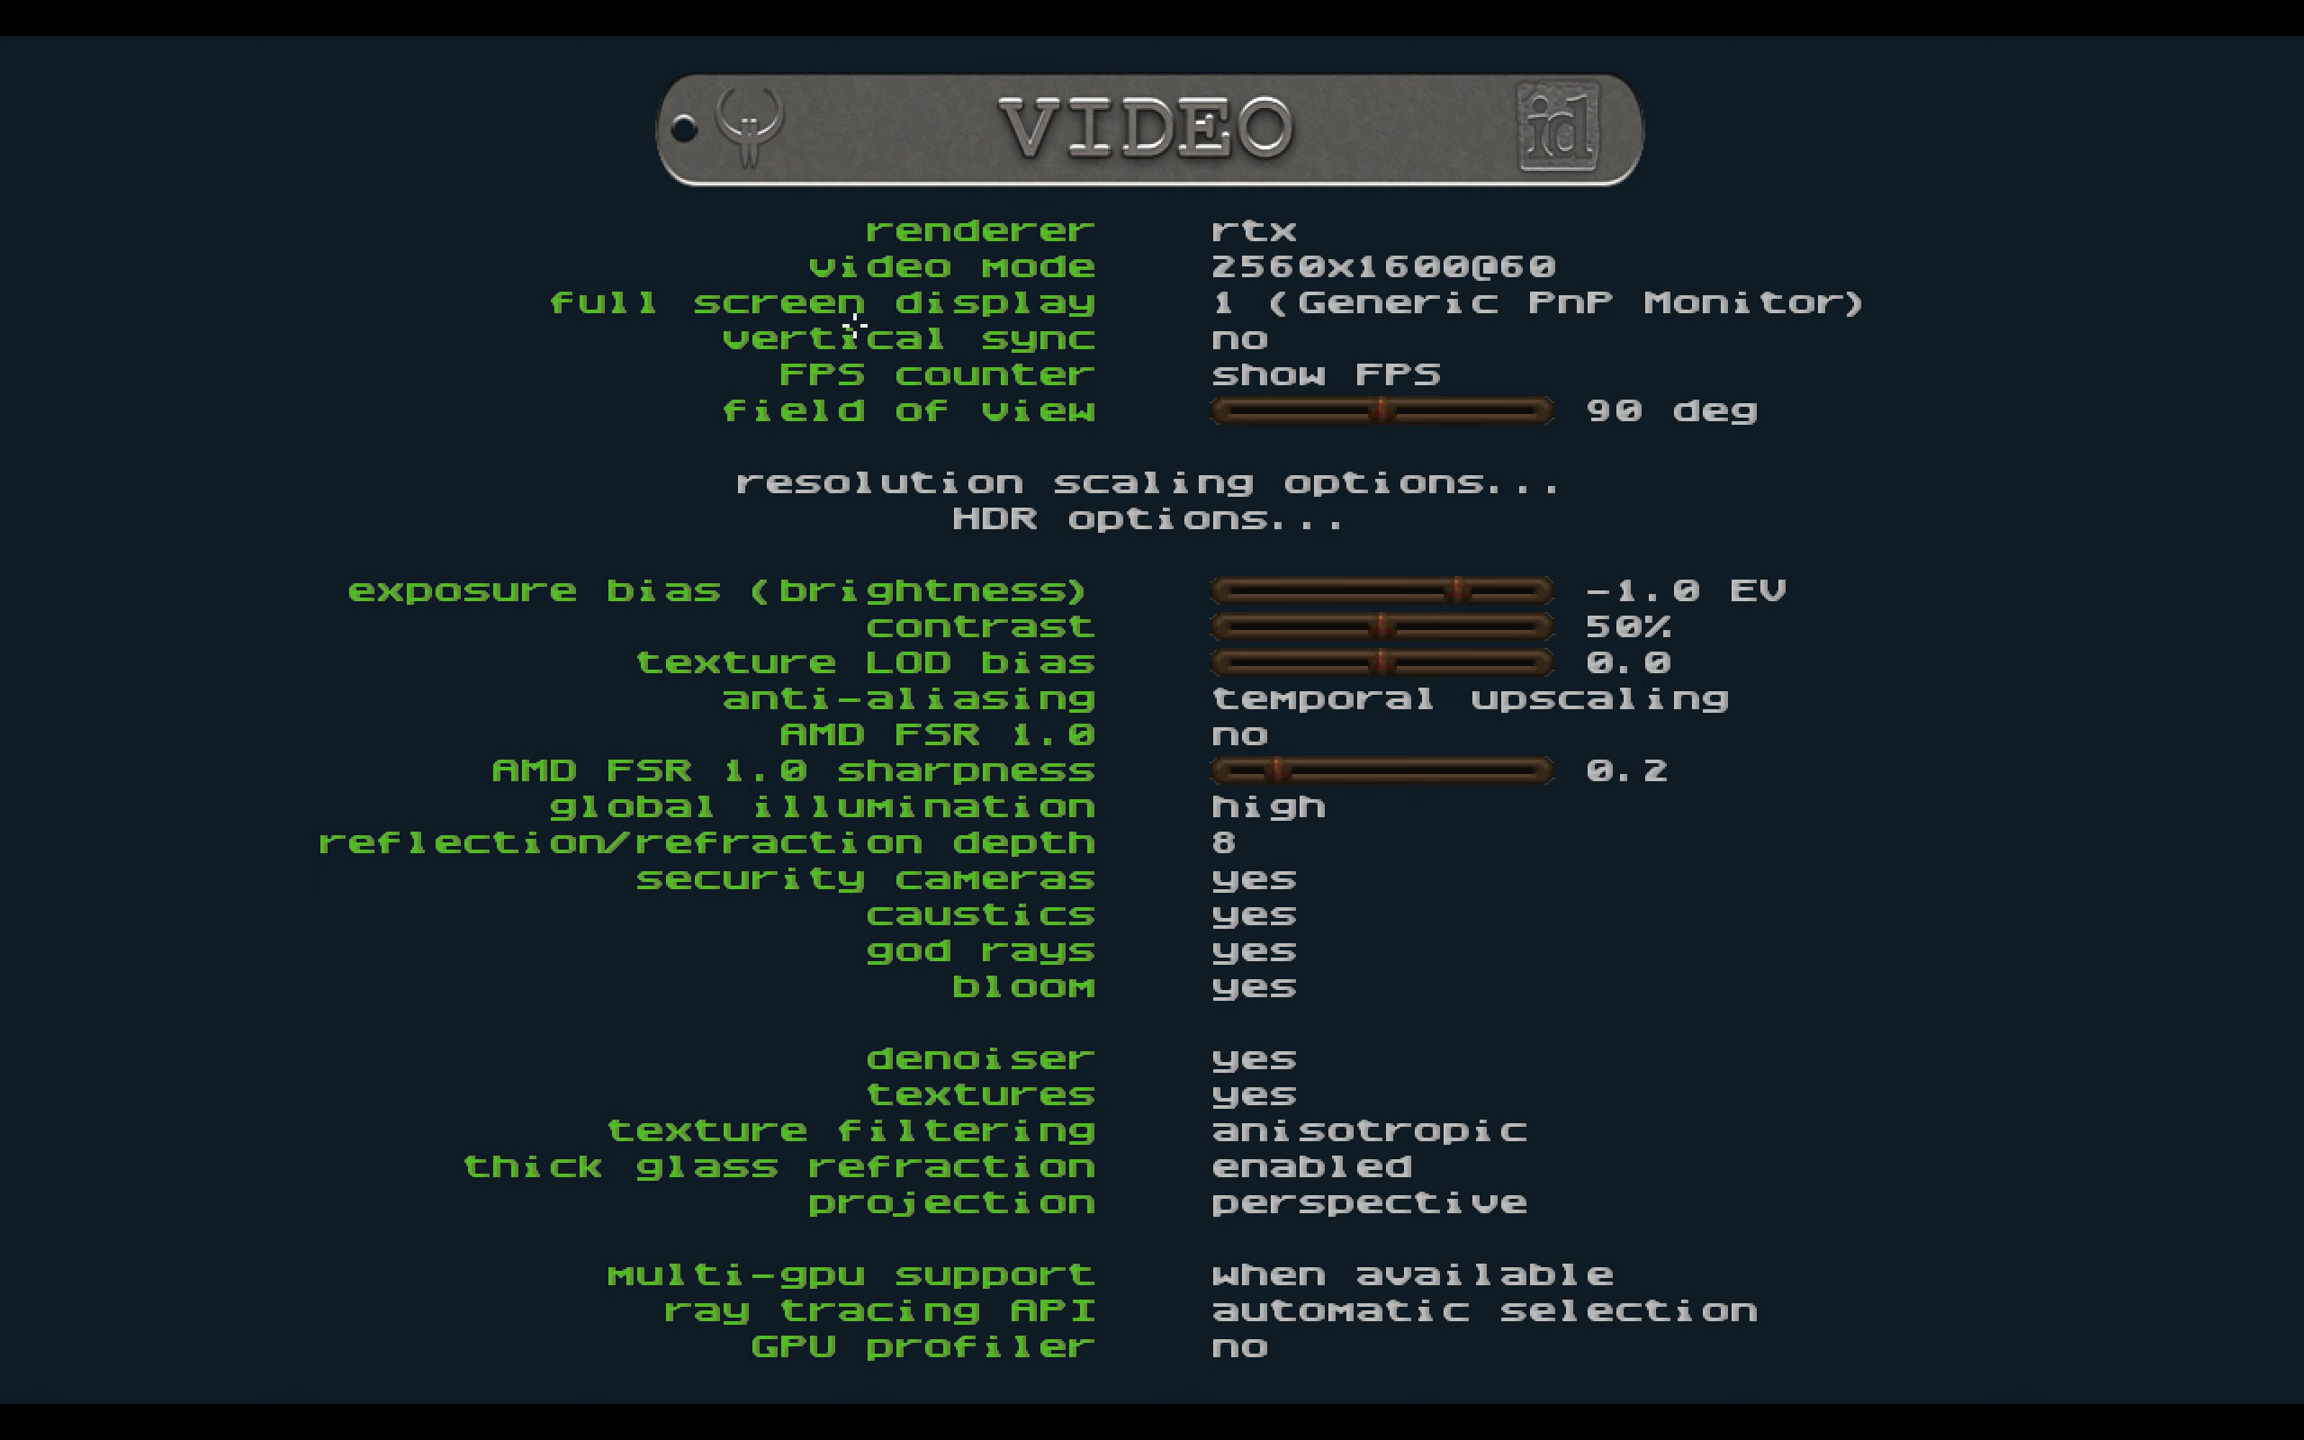 VIDEO id
renderer rtx
video mode 2560x1600@60
full screen display 1 (Generic PnP Monitor)
vertical sync no
FPS counter show FPS
field of view 90 deg
resolution scaling options...
HDR options...
exposure bias (brightness) -1.0 EV
contrast 50%
texture LOD bias 0.0
anti-aliasing temporal upscaling
AMD FSR 1.0 no
AMD FSR 1.0 sharpness 0.2
global illumination high
reflection/refraction depth 8
security cameras yes
caustics yes
god rays yes
bloom yes
denoiser yes
textures yes
texture filtering anisotropic
thick glass refraction enabled
projection perspective
multi-gpu support when available
ray tracing API automatic selection
GPU profiler no